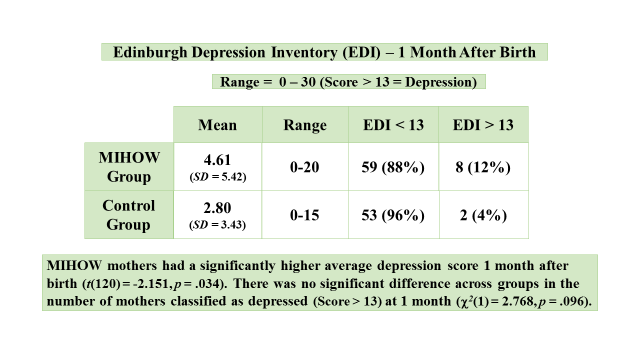 Edinburgh Depression Inventory (EDI) – 1 Month After Birth
Range = 0 – 30 (Score > 13 = Depression)
Mean Range EDI < 13 EDI > 13
MIHOW Group 4.61 (SD = 5.42) 0-20 59 (88%) 8 (12%)
Control Group 2.80 (SD = 3.43) 0-15 53 (96%) 2 (4%)
MIHOW mothers had a significantly higher average depression score 1 month after
birth (t(120) = -2.151, p = .034). There was no significant difference across groups in the
number of mothers classified as depressed (Score > 13) at 1 month (χ²(1) = 2.768, p = .096).